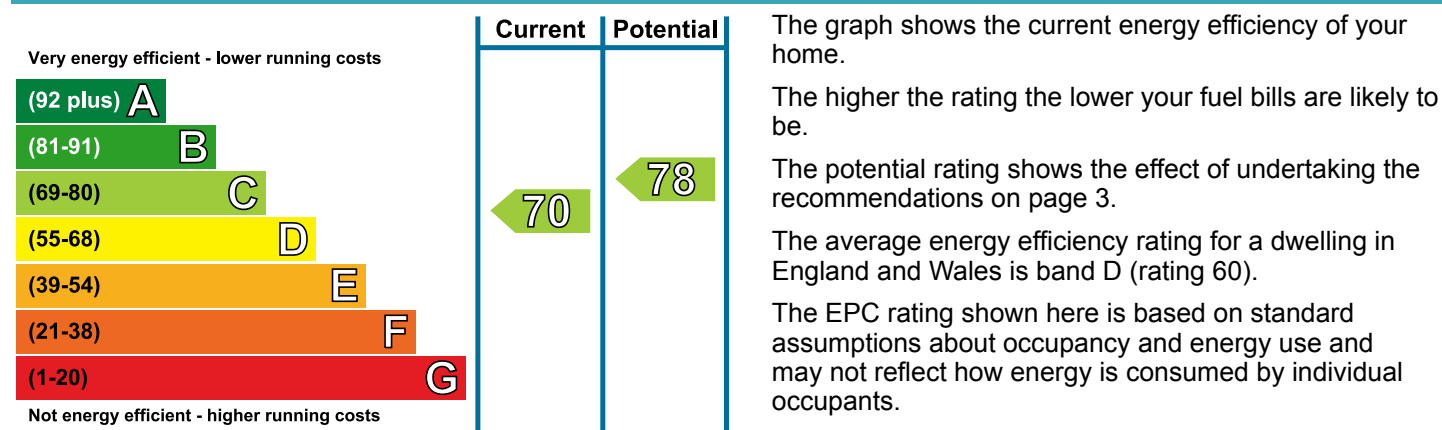 Current Potential
Very energy efficient - lower running costs
(92 plus) A
(81-91) B
(69-80) C
(55-68) D
(39-54) E
(21-38) F
(1-20) G
Not energy efficient - higher running costs
70
78
The graph shows the current energy efficiency of your
home.
The higher the rating the lower your fuel bills are likely to
be.
The potential rating shows the effect of undertaking the
recommendations on page 3.
The average energy efficiency rating for a dwelling in
England and Wales is band D (rating 60).
The EPC rating shown here is based on standard
assumptions about occupancy and energy use and
may not reflect how energy is consumed by individual
occupants.